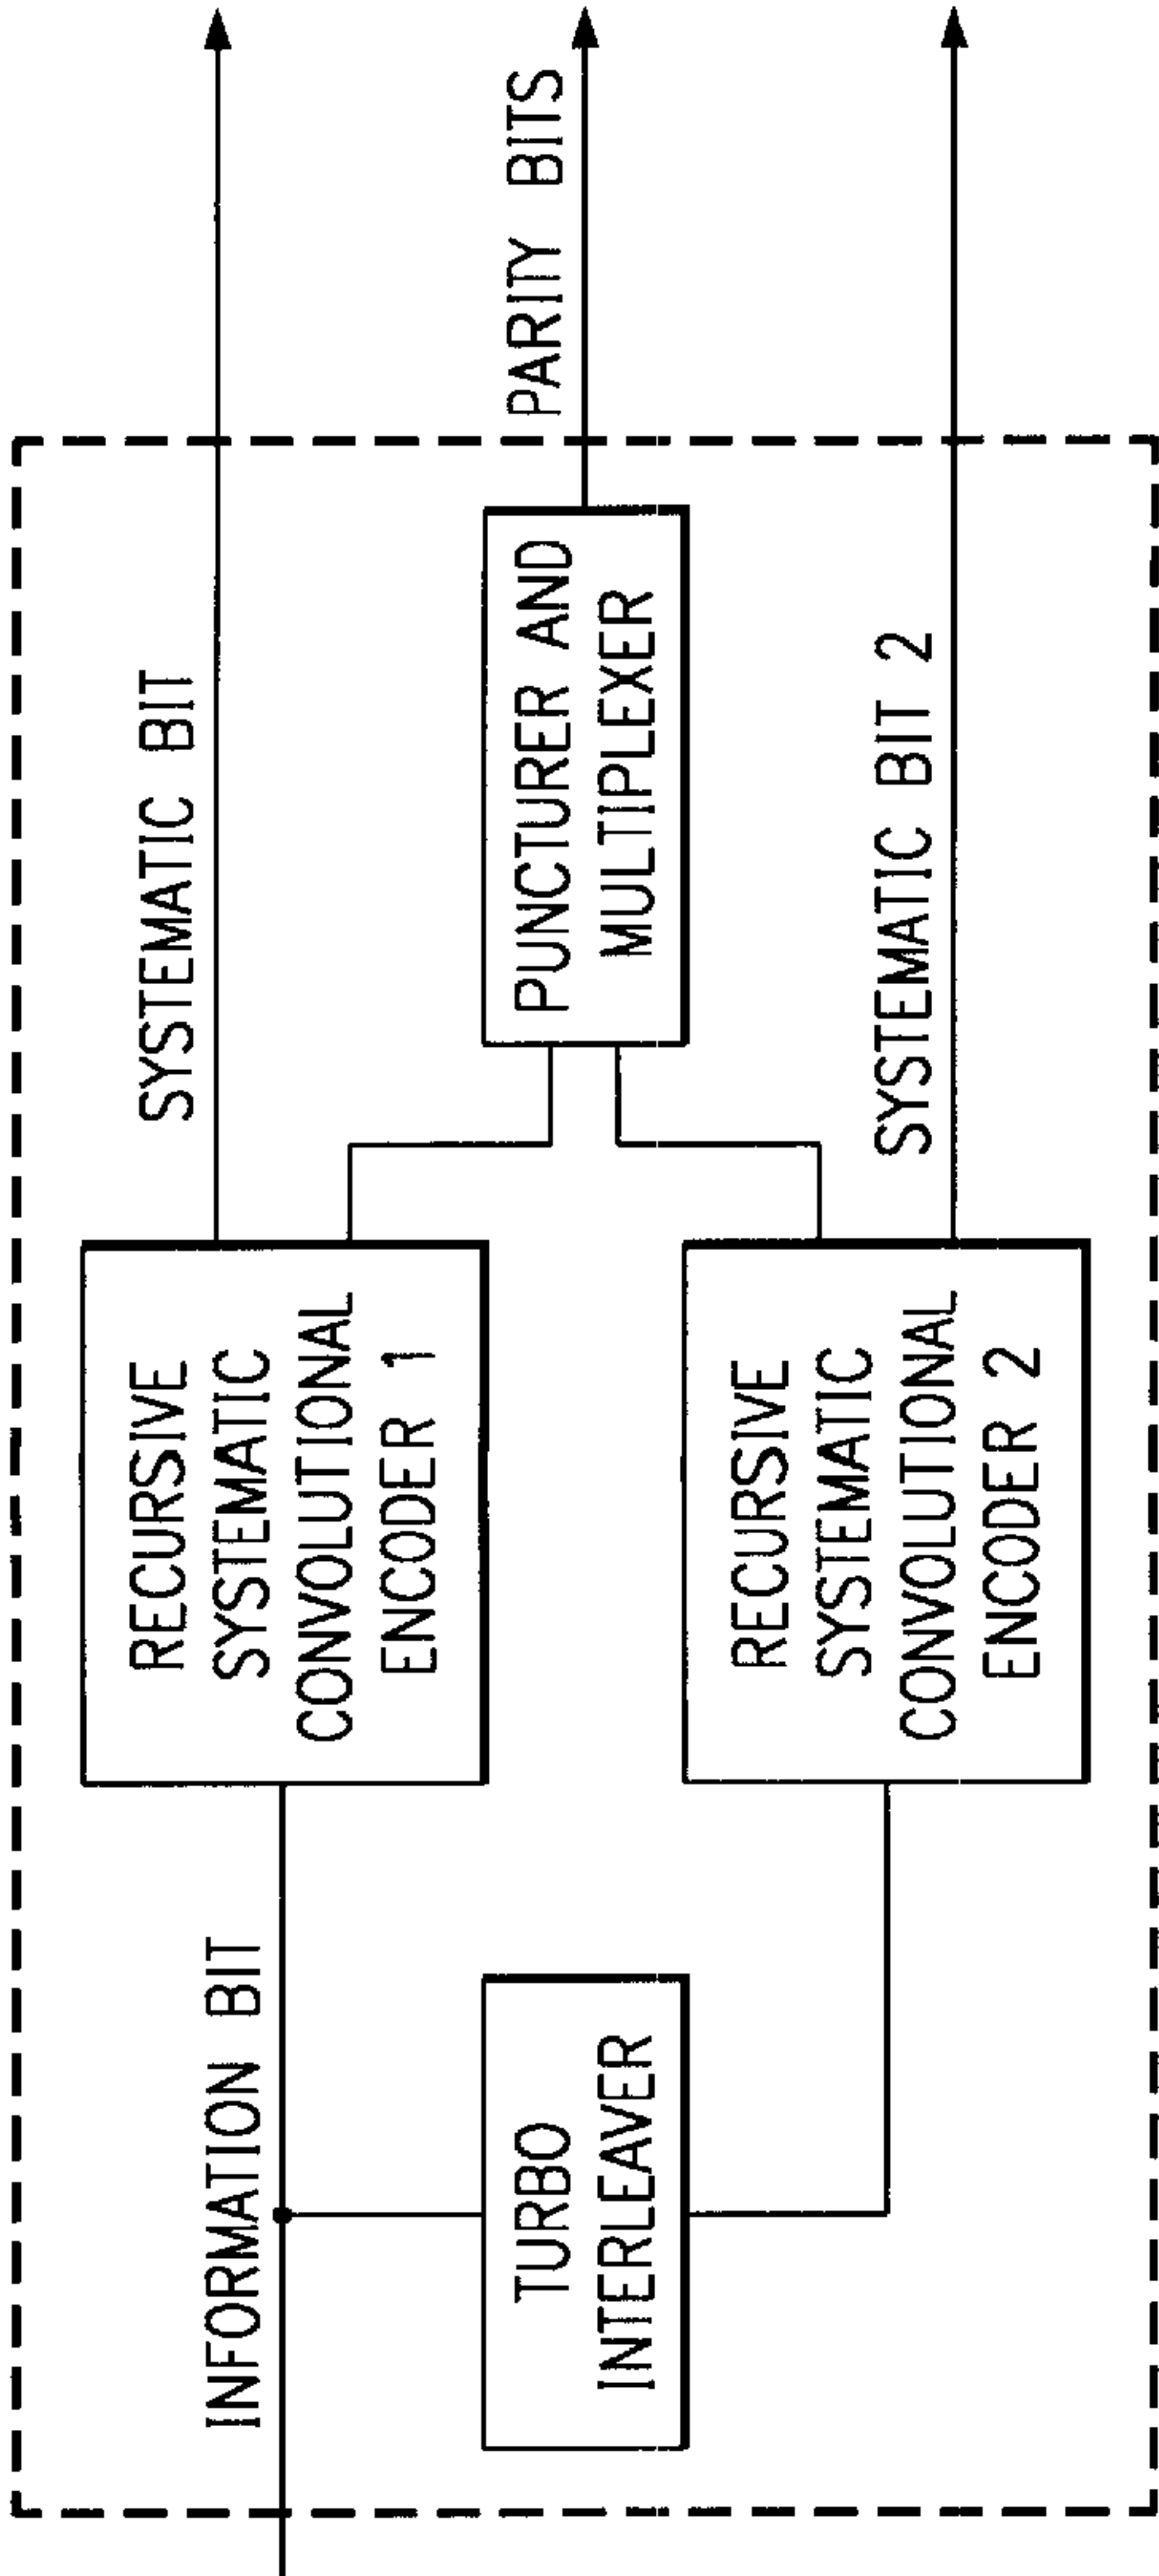 INFORMATION BIT
TURBO
INTERLEAVER
RECURSIVE
SYSTEMATIC
CONVOLUTIONAL
ENCODER 1
RECURSIVE
SYSTEMATIC
CONVOLUTIONAL
ENCODER 2
SYSTEMATIC BIT
PUNCTURER AND
MULTIPLEXER
SYSTEMATIC BIT 2
PARITY BITS